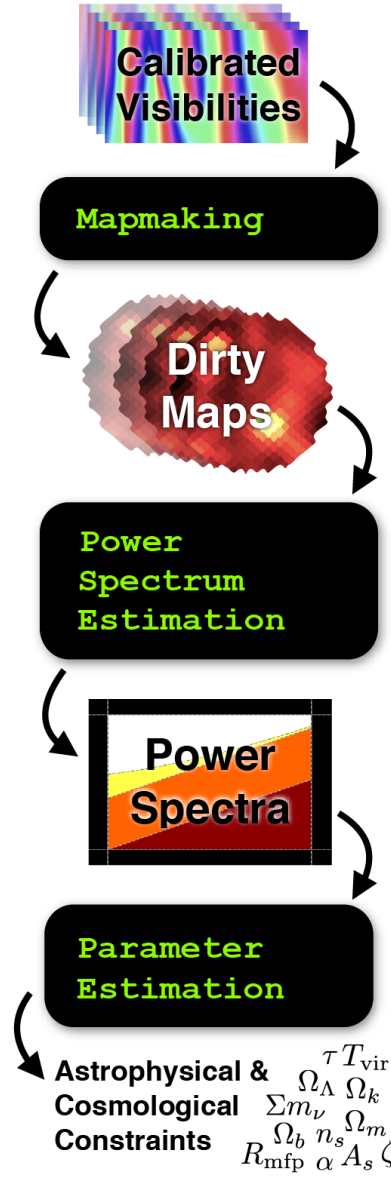 Calibrated
Visibilities
Mapmaking
Dirty
Maps
Power
Spectrum
Estimation
Power
Spectra
Parameter
Estimation
Astrophysical &
Cosmological
Constraints
τ T_vir
Ω_Λ Ω_k
Σm_ν Ω_m
Ω_b n_s
R_mfp α A_s ζ